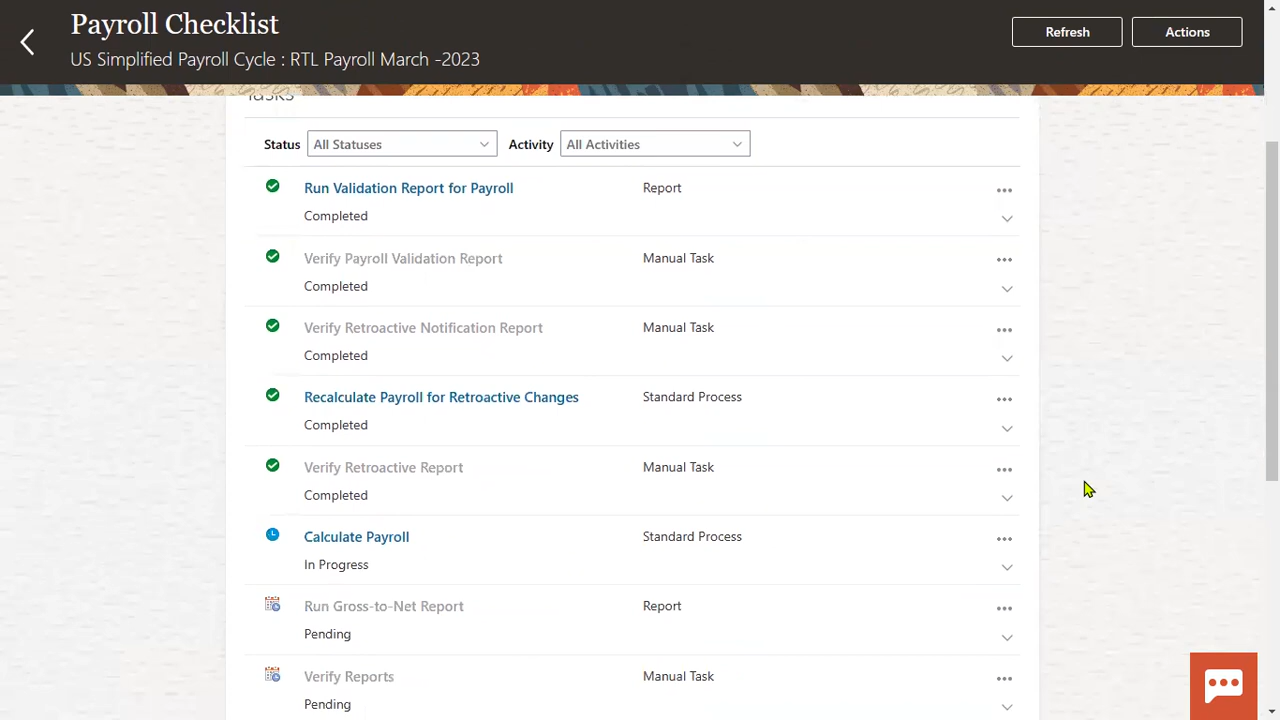 Payroll Checklist
US Simplified Payroll Cycle : RTL Payroll March -2023
Refresh
Actions
Tasks
Status
All Statuses
Activity
All Activities
Run Validation Report for Payroll
Report
Completed
Verify Payroll Validation Report
Manual Task
Completed
Verify Retroactive Notification Report
Manual Task
Completed
Recalculate Payroll for Retroactive Changes
Standard Process
Completed
Verify Retroactive Report
Manual Task
Completed
Calculate Payroll
Standard Process
In Progress
Run Gross-to-Net Report
Report
Pending
Verify Reports
Manual Task
Pending